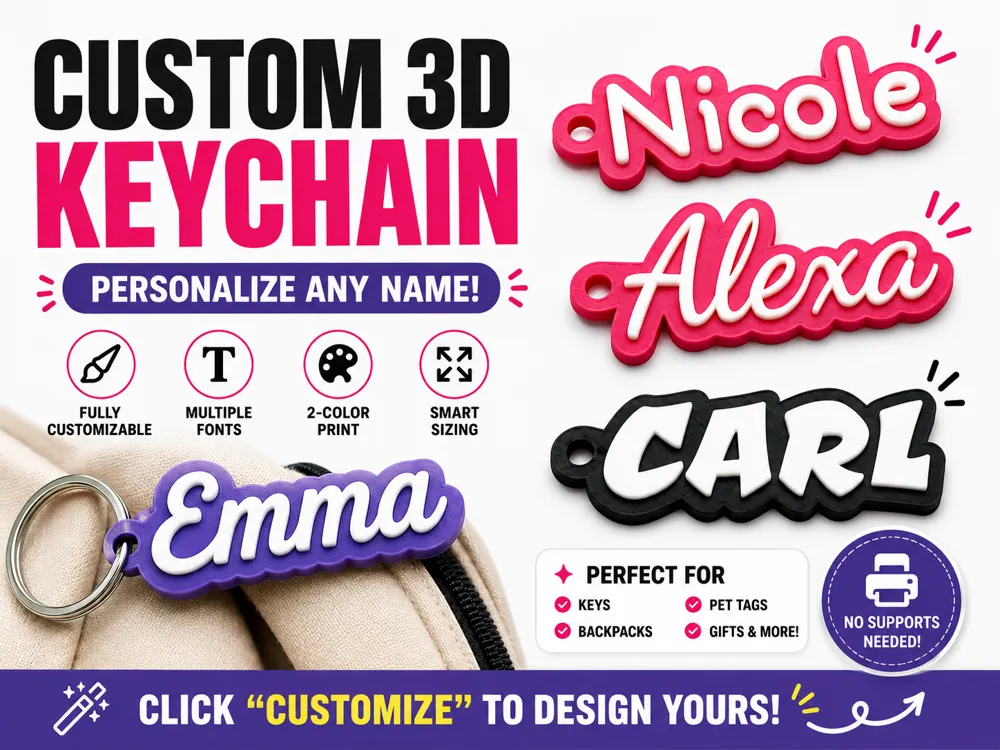 CUSTOM 3D
KEYCHAIN
PERSONALIZE ANY NAME!
FULLY
CUSTOMIZABLE
T
MULTIPLE
FONTS
2-COLOR
PRINT
SMART
SIZING
Emma
Nicole
Alexa
CARL
PERFECT FOR
KEYS
PET TAGS
BACKPACKS
GIFTS & MORE!
NO SUPPORTS
NEEDED!
CLICK "CUSTOMIZE" TO DESIGN YOURS!